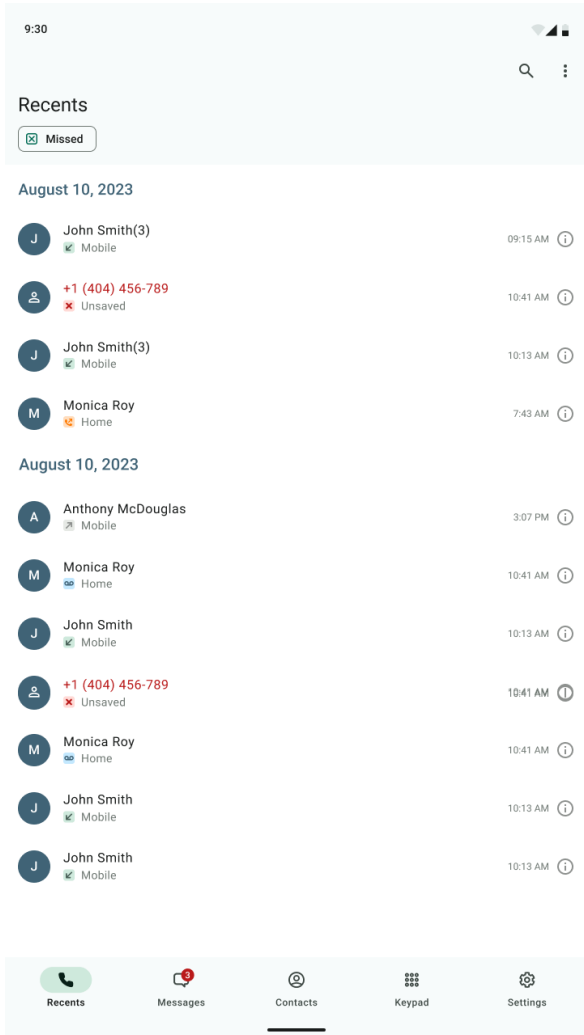 9:30
Recents
Missed
August 10, 2023
J
John Smith(3)
Mobile
09:15 AM
+1 (404) 456-789
Unsaved
10:41 AM
J
John Smith(3)
Mobile
10:13 AM
M
Monica Roy
Home
7:43 AM
August 10, 2023
A
Anthony McDouglas
Mobile
3:07 PM
M
Monica Roy
Home
10:41 AM
J
John Smith
Mobile
10:13 AM
+1 (404) 456-789
Unsaved
10:41 AM
M
Monica Roy
Home
10:41 AM
J
John Smith
Mobile
10:13 AM
J
John Smith
Mobile
10:13 AM
3
Recents
Messages
Contacts
Keypad
Settings